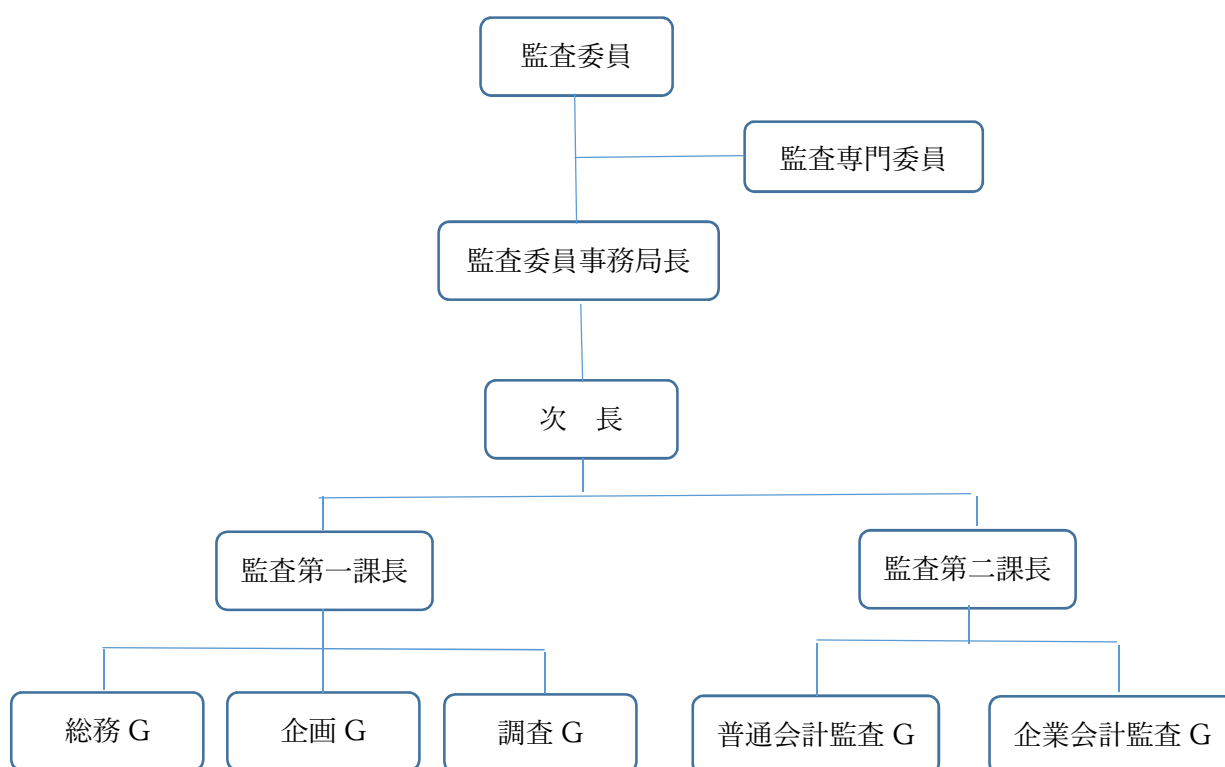 監査委員
監査専門委員
監査委員事務局長
次　長
監査第一課長
監査第二課長
総務 G
企画 G
調査 G
普通会計監査 G
企業会計監査 G